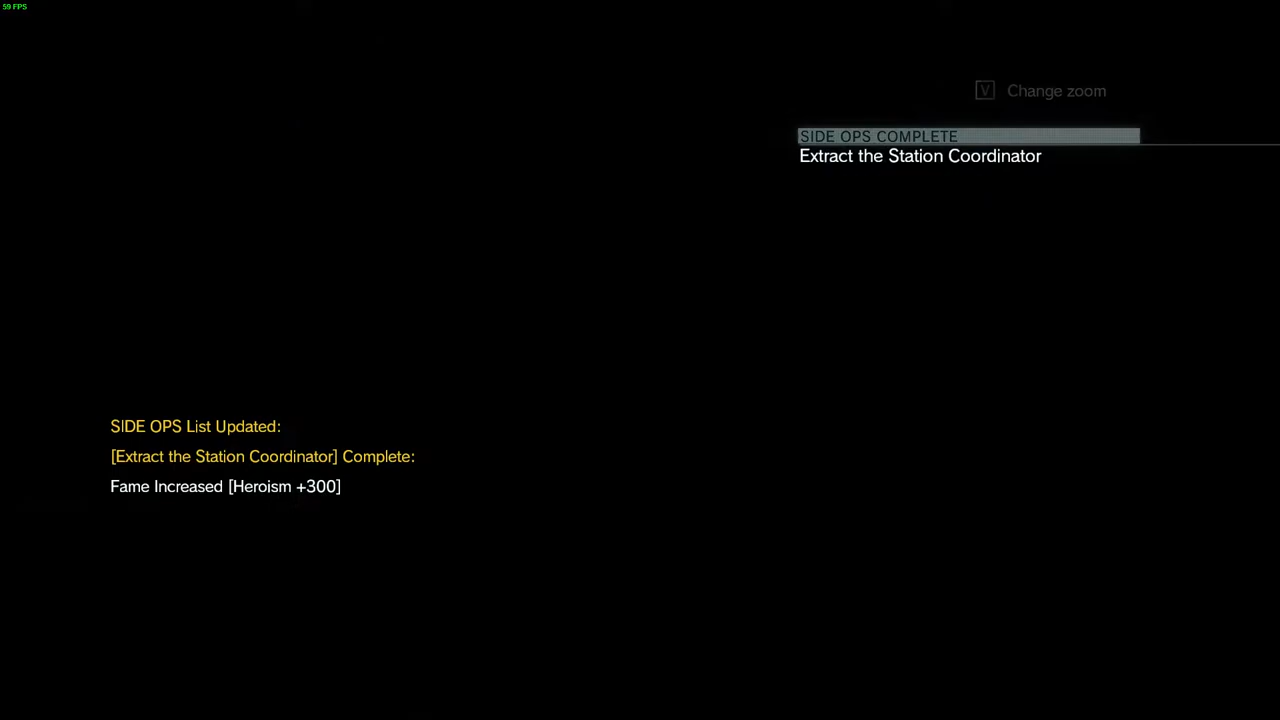 59 FPS
V Change zoom
SIDE OPS COMPLETE
Extract the Station Coordinator
SIDE OPS List Updated:
[Extract the Station Coordinator] Complete:
Fame Increased [Heroism +300]